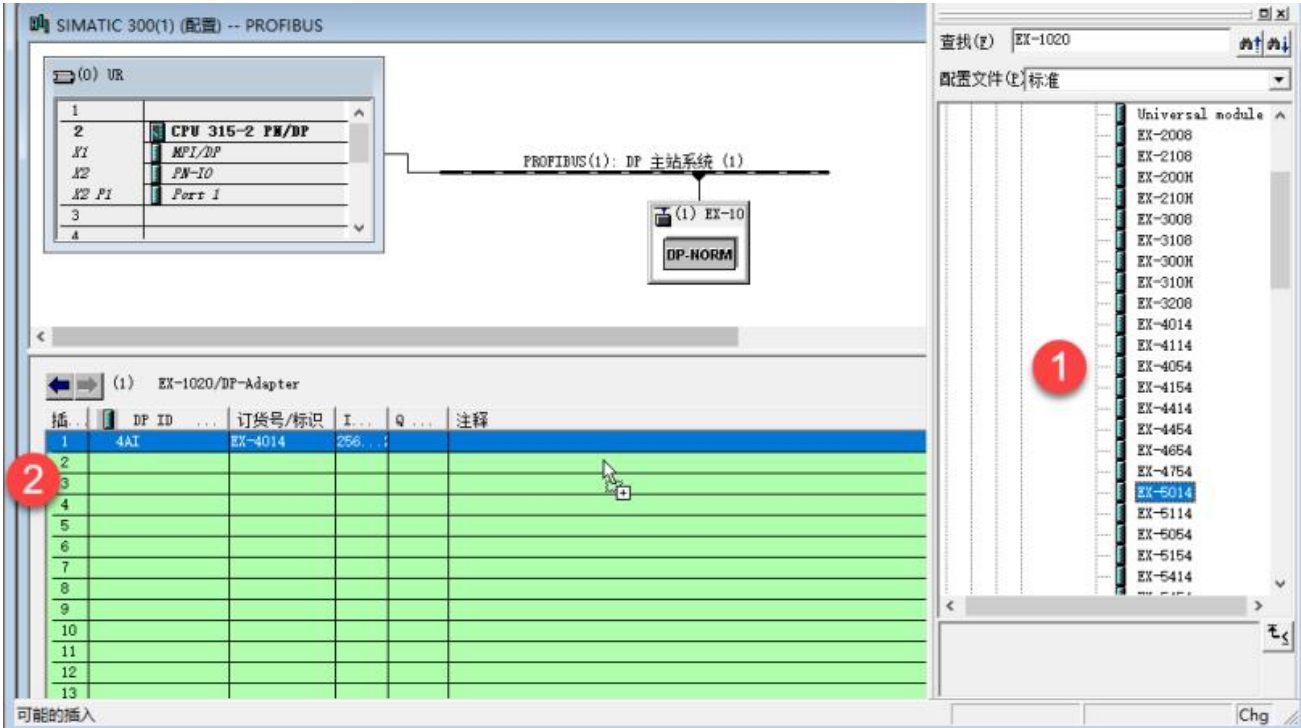 SIMATIC 300(1) (配置) -- PROFIBUS
(0) UR
1
2 CPU 315-2 PN/DP
X1 MPI/DP
X2 PN-IO
X2 P1 Port 1
3
4
PROFIBUS(1): DP 主站系统 (1)
(1) EX-10
DP-NORM
(1) EX-1020/DP-Adapter
插... DP ID ... 订货号/标识 I... Q ... 注释
1 4AI EX-4014 256...
2
3
4
5
6
7
8
9
10
11
12
13
2
可能的插入
查找(F) EX-1020
配置文件(P) 标准
Universal module
EX-2008
EX-2108
EX-200H
EX-210H
EX-3008
EX-3108
EX-300H
EX-310H
EX-3208
EX-4014
EX-4114
EX-4054
EX-4154
EX-4414
EX-4454
EX-4654
EX-4754
EX-5014
EX-5114
EX-5054
EX-5154
EX-5414
1
Chg